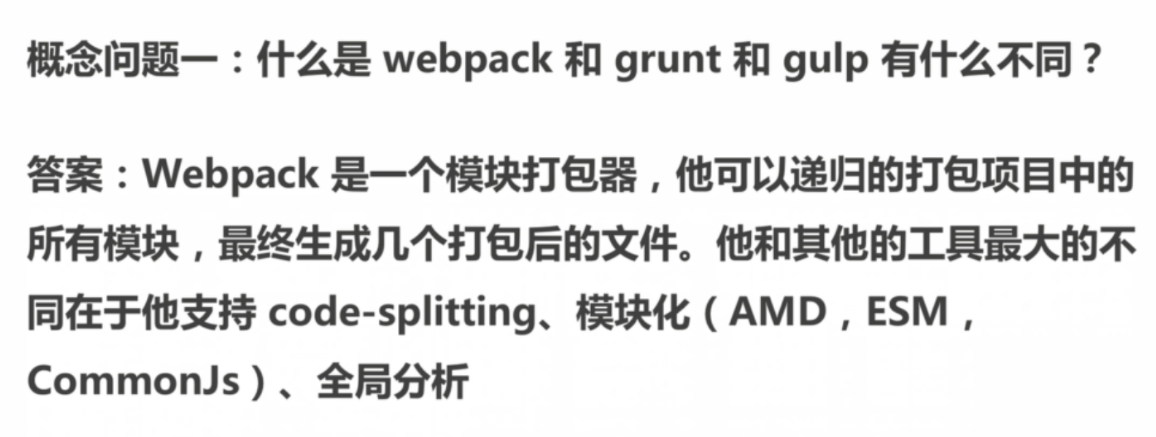 概念问题一：什么是 webpack 和 grunt 和 gulp 有什么不同？
答案：Webpack 是一个模块打包器，他可以递归的打包项目中的
所有模块，最终生成几个打包后的文件。他和其他的工具最大的不
同在于他支持 code-splitting、模块化（AMD，ESM，
CommonJs）、全局分析